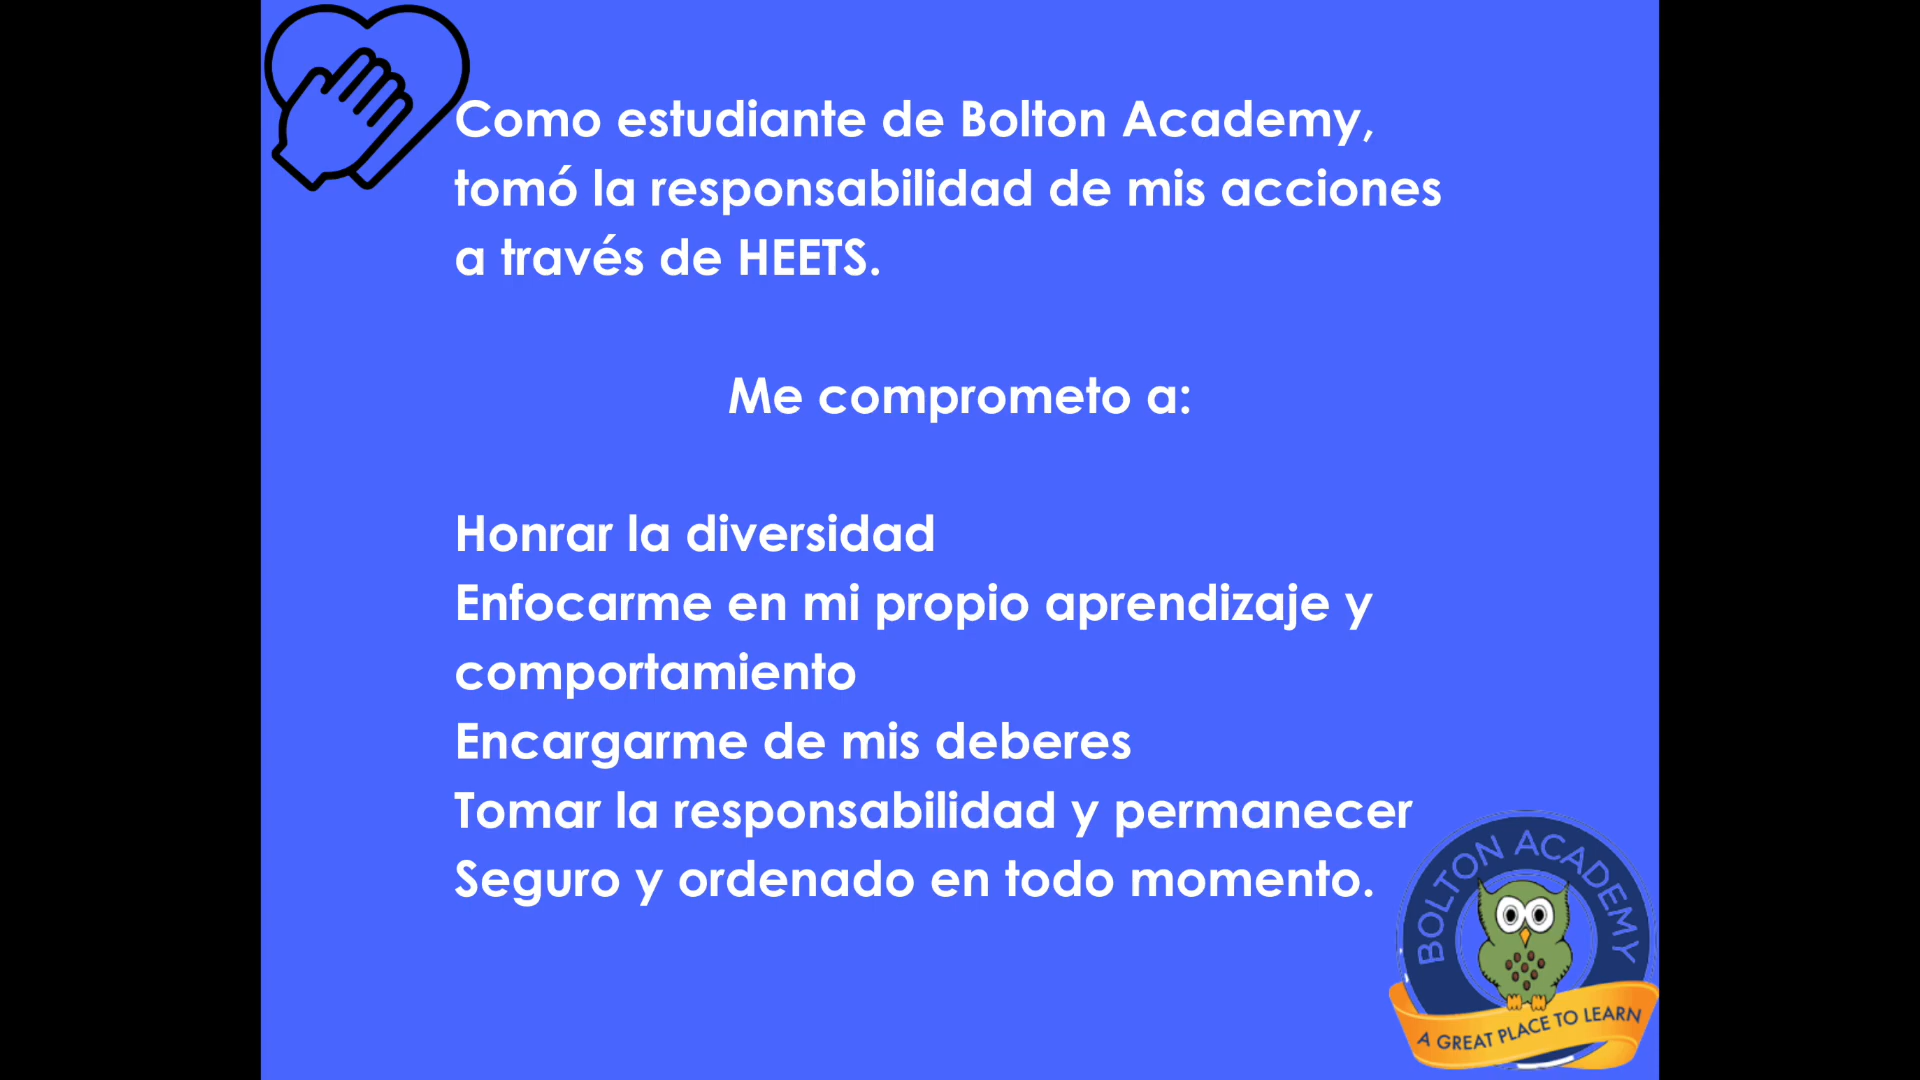 Como estudiante de Bolton Academy,
tomó la responsabilidad de mis acciones
a través de HEETS.
Me comprometo a:
Honrar la diversidad
Enfocarme en mi propio aprendizaje y
comportamiento
Encargarme de mis deberes
Tomar la responsabilidad y permanecer
Seguro y ordenado en todo momento.
BOLTON ACADEMY
A GREAT PLACE TO LEARN